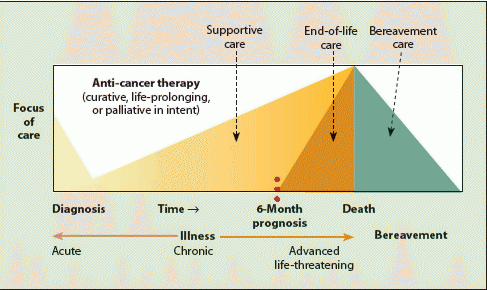 Supportive
care
End-of-life
care
Bereavement
care
Anti-cancer therapy
(curative, life-prolonging,
or palliative in intent)
Focus
of
care
Diagnosis
Time →
6-Month
prognosis
Death
Illness
Bereavement
Acute
Chronic
Advanced
life-threatening